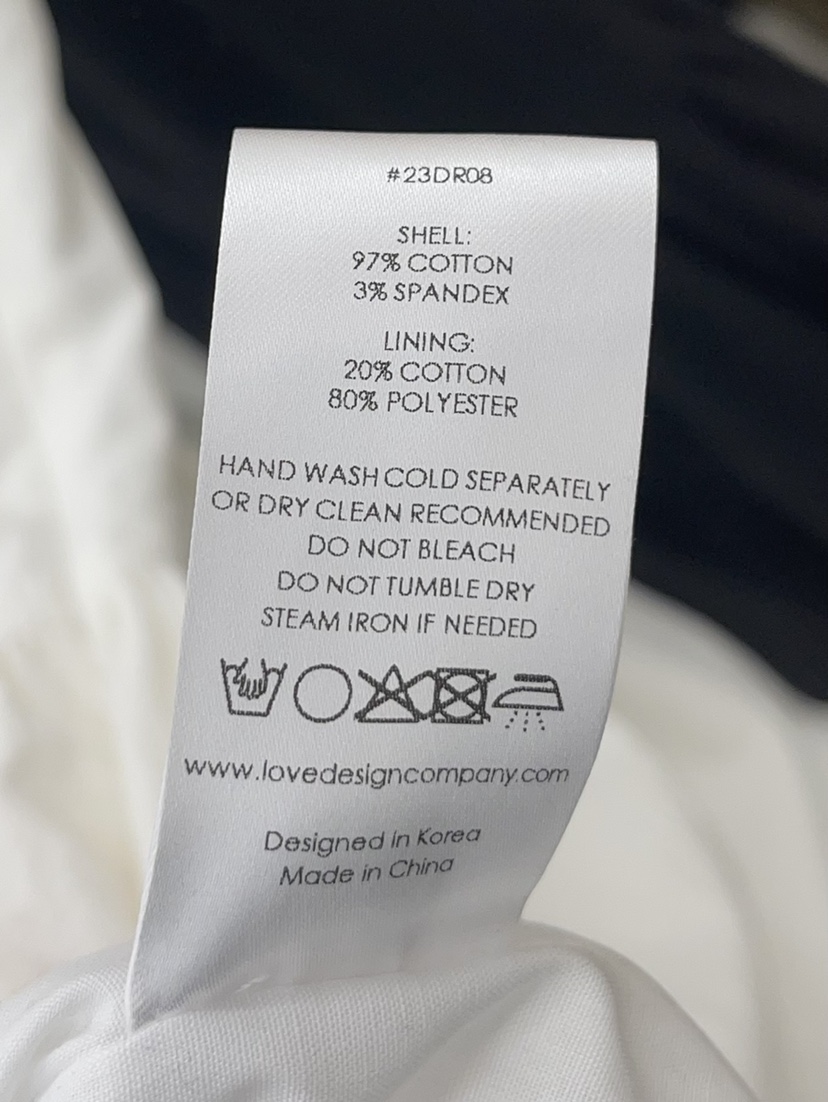 #23DR08
SHELL:
97% COTTON
3% SPANDEX
LINING:
20% COTTON
80% POLYESTER
HAND WASH COLD SEPARATELY
OR DRY CLEAN RECOMMENDED
DO NOT BLEACH
DO NOT TUMBLE DRY
STEAM IRON IF NEEDED
www.lovedesigncompany.com
Designed in Korea
Made in China